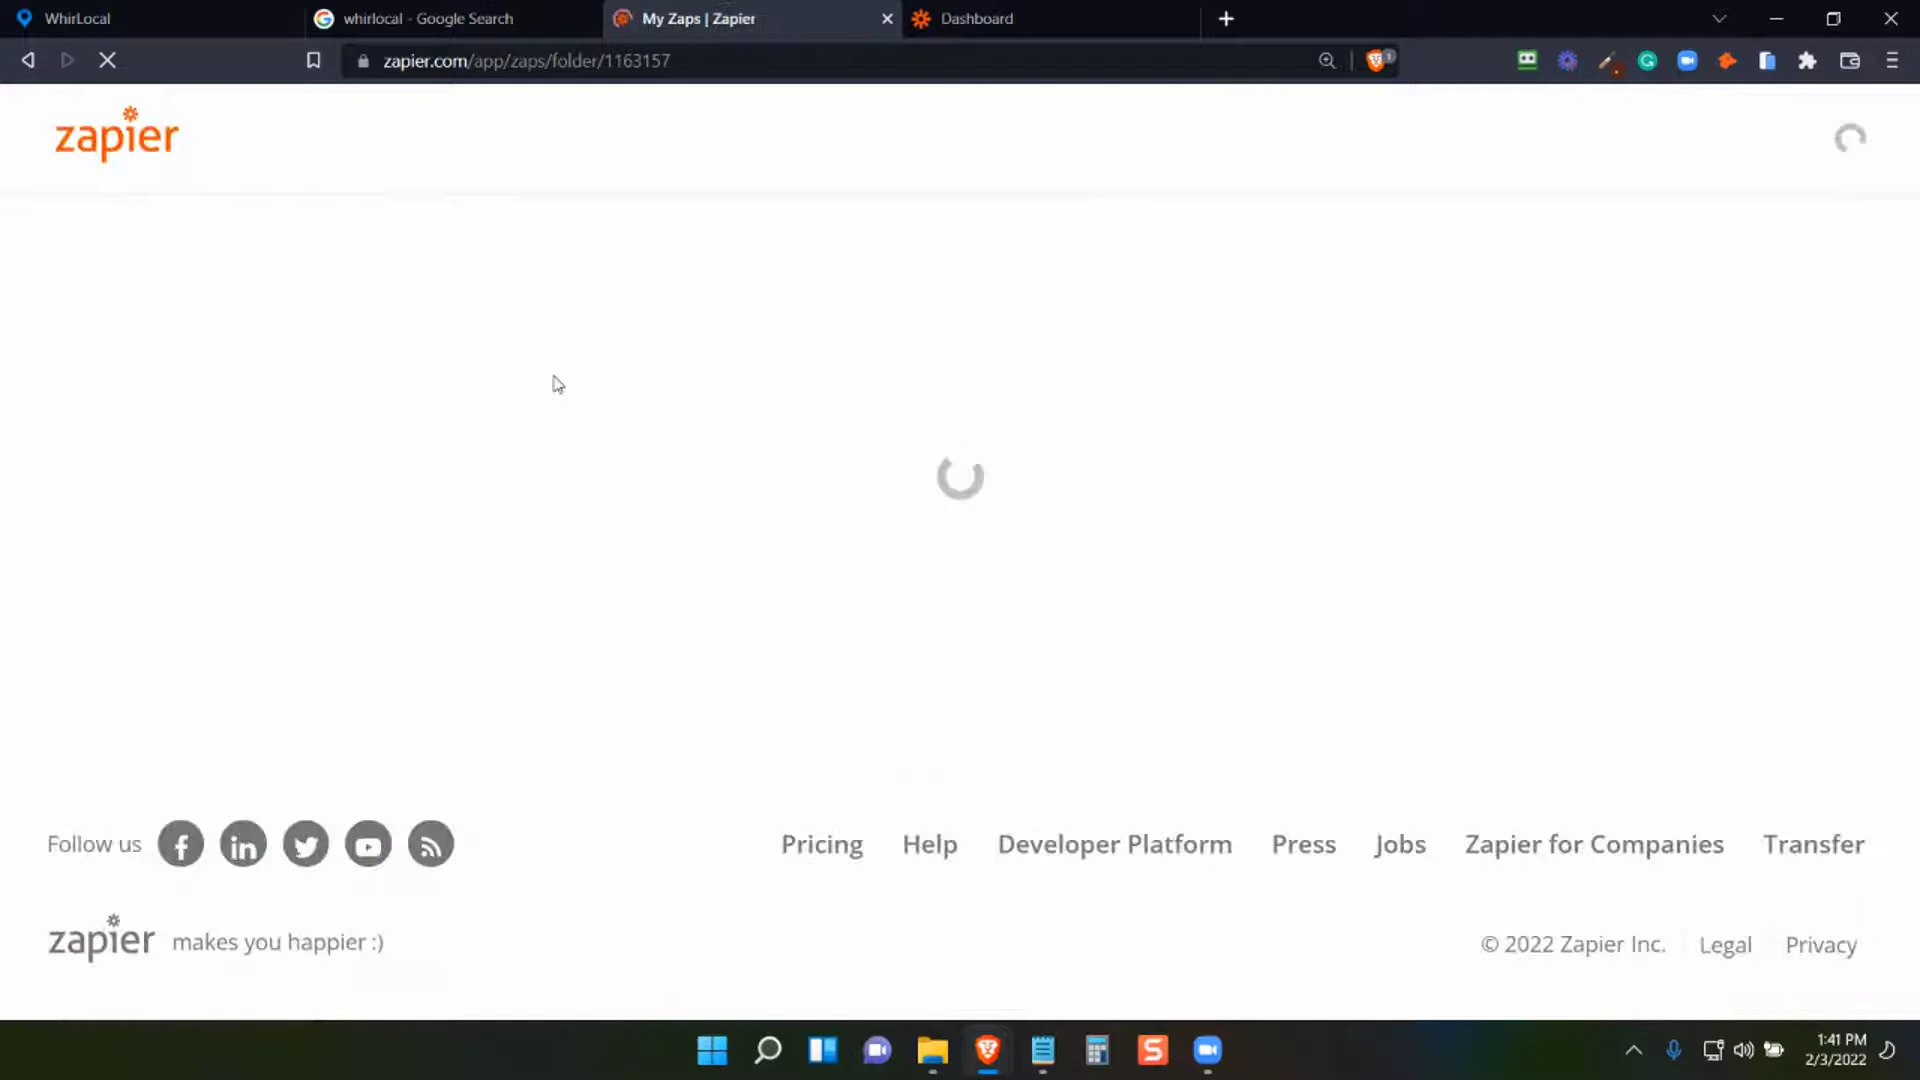 WhirLocal
whirlocal - Google Search
My Zaps | Zapier
Dashboard
zapier.com/app/zaps/folder/1163157
1
zapier
Follow us
Pricing
Help
Developer Platform
Press
Jobs
Zapier for Companies
Transfer
zapier makes you happier :)
© 2022 Zapier Inc.
Legal
Privacy
1:41 PM
2/3/2022